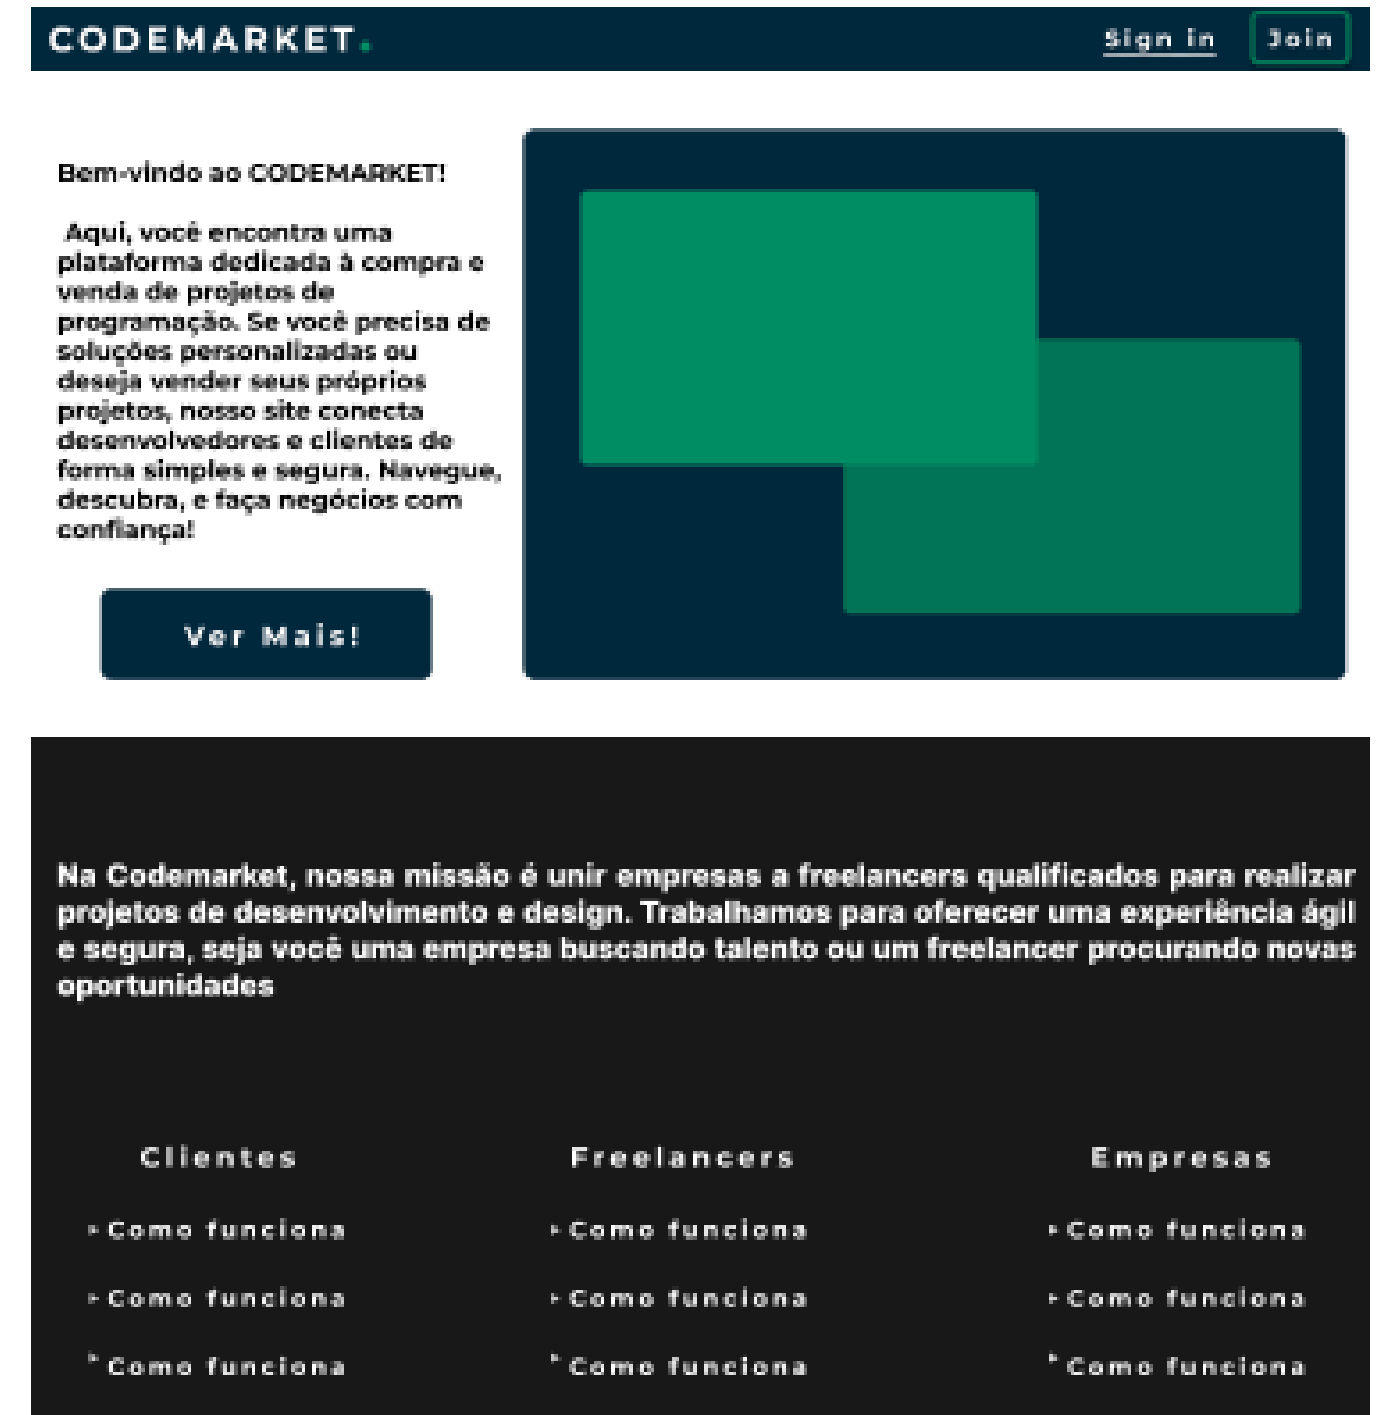 CODEMARKET.
Sign in
Join
Bem-vindo ao CODEMARKET!
Aqui, você encontra uma
plataforma dedicada à compra e
venda de projetos de
programação. Se você precisa de
soluções personalizadas ou
deseja vender seus próprios
projetos, nosso site conecta
desenvolvedores e clientes de
forma simples e segura. Navegue,
descubra, e faça negócios com
confiança!
Ver Mais!
Na Codemarket, nossa missão é unir empresas a freelancers qualificados para realizar
projetos de desenvolvimento e design. Trabalhamos para oferecer uma experiência ágil
e segura, seja você uma empresa buscando talento ou um freelancer procurando novas
oportunidades
Clientes
Como funciona
Como funciona
Como funciona
Freelancers
Como funciona
Como funciona
Como funciona
Empresas
Como funciona
Como funciona
Como funciona